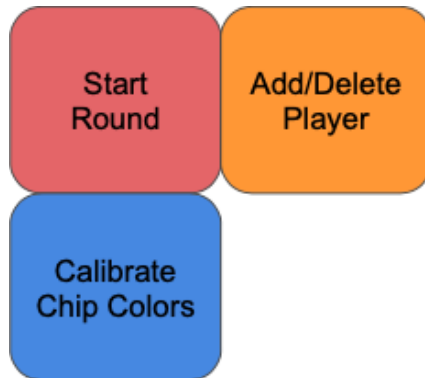 Start
Round
Add/Delete
Player
Calibrate
Chip Colors